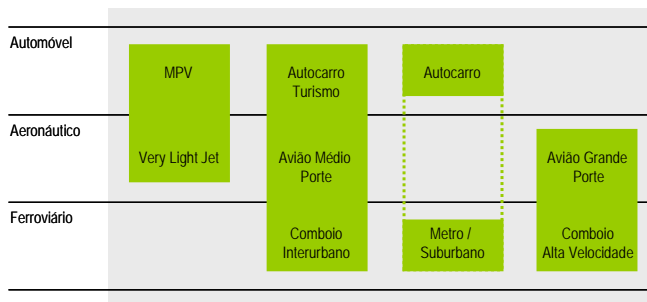 Automóvel
MPV
Autocarro
Turismo
Autocarro
Aeronáutico
Very Light Jet
Avião Médio
Porte
Avião Grande
Porte
Ferroviário
Comboio
Interurbano
Metro /
Suburbano
Comboio
Alta Velocidade